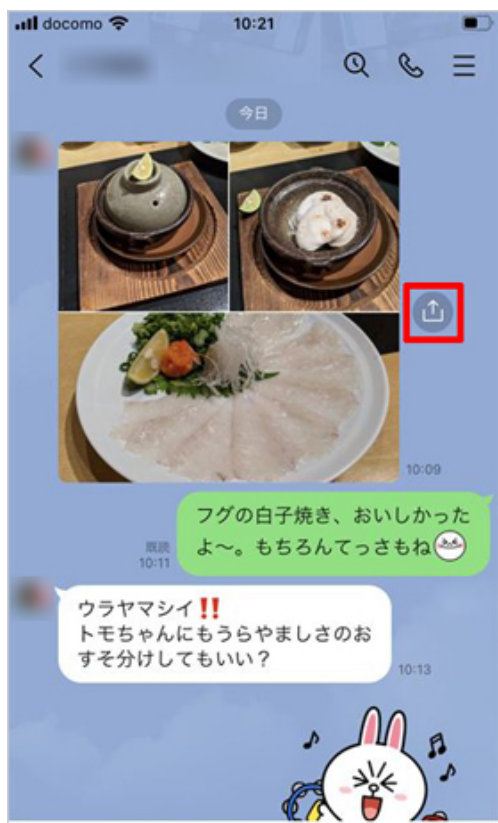 docomo
10:21
今日
10:09
フグの白子焼き、おいしかった
よ〜。もちろんてっさもね
既読
10:11
ウラヤマシイ‼
トモちゃんにもうらやましさのお
すそ分けしてもいい？
10:13